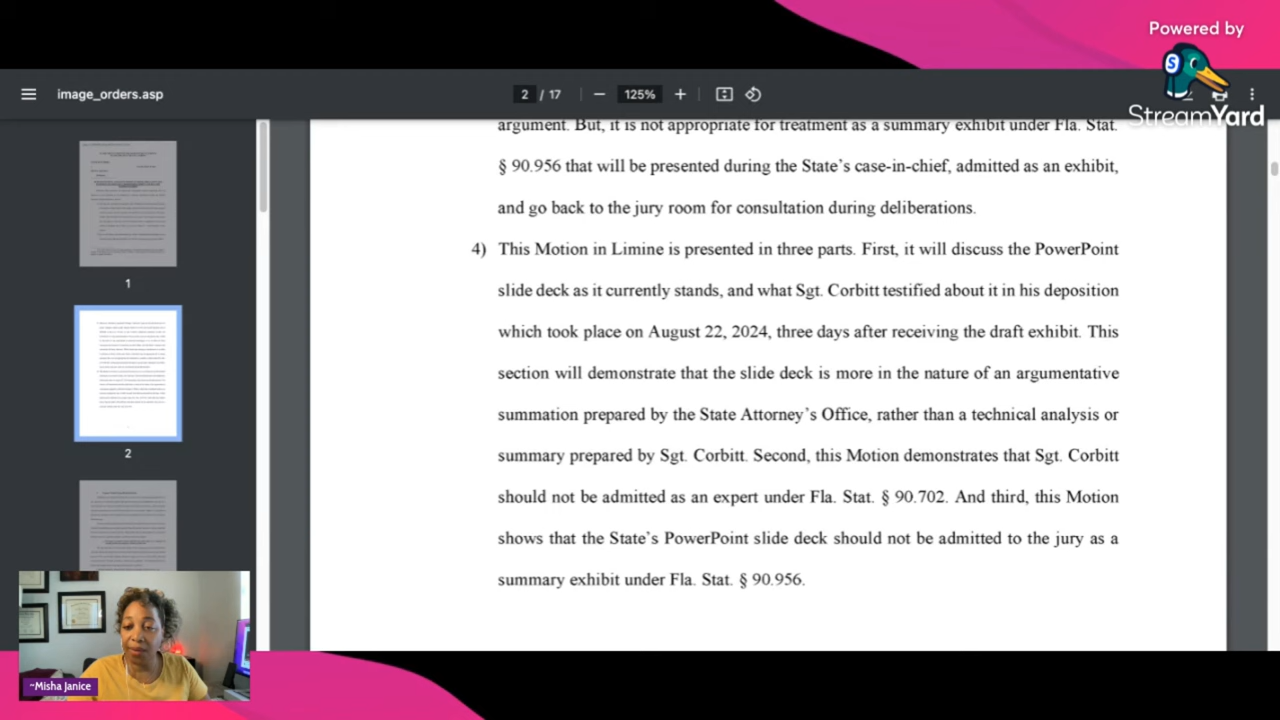 Powered by
S
StreamYard
image_orders.asp
2 / 17
125%
argument. But, it is not appropriate for treatment as a summary exhibit under Fla. Stat.
§ 90.956 that will be presented during the State's case-in-chief, admitted as an exhibit,
and go back to the jury room for consultation during deliberations.
4) This Motion in Limine is presented in three parts. First, it will discuss the PowerPoint
slide deck as it currently stands, and what Sgt. Corbitt testified about it in his deposition
which took place on August 22, 2024, three days after receiving the draft exhibit. This
section will demonstrate that the slide deck is more in the nature of an argumentative
summation prepared by the State Attorney's Office, rather than a technical analysis or
summary prepared by Sgt. Corbitt. Second, this Motion demonstrates that Sgt. Corbitt
should not be admitted as an expert under Fla. Stat. § 90.702. And third, this Motion
shows that the State's PowerPoint slide deck should not be admitted to the jury as a
summary exhibit under Fla. Stat. § 90.956.
1
2
~Misha Janice